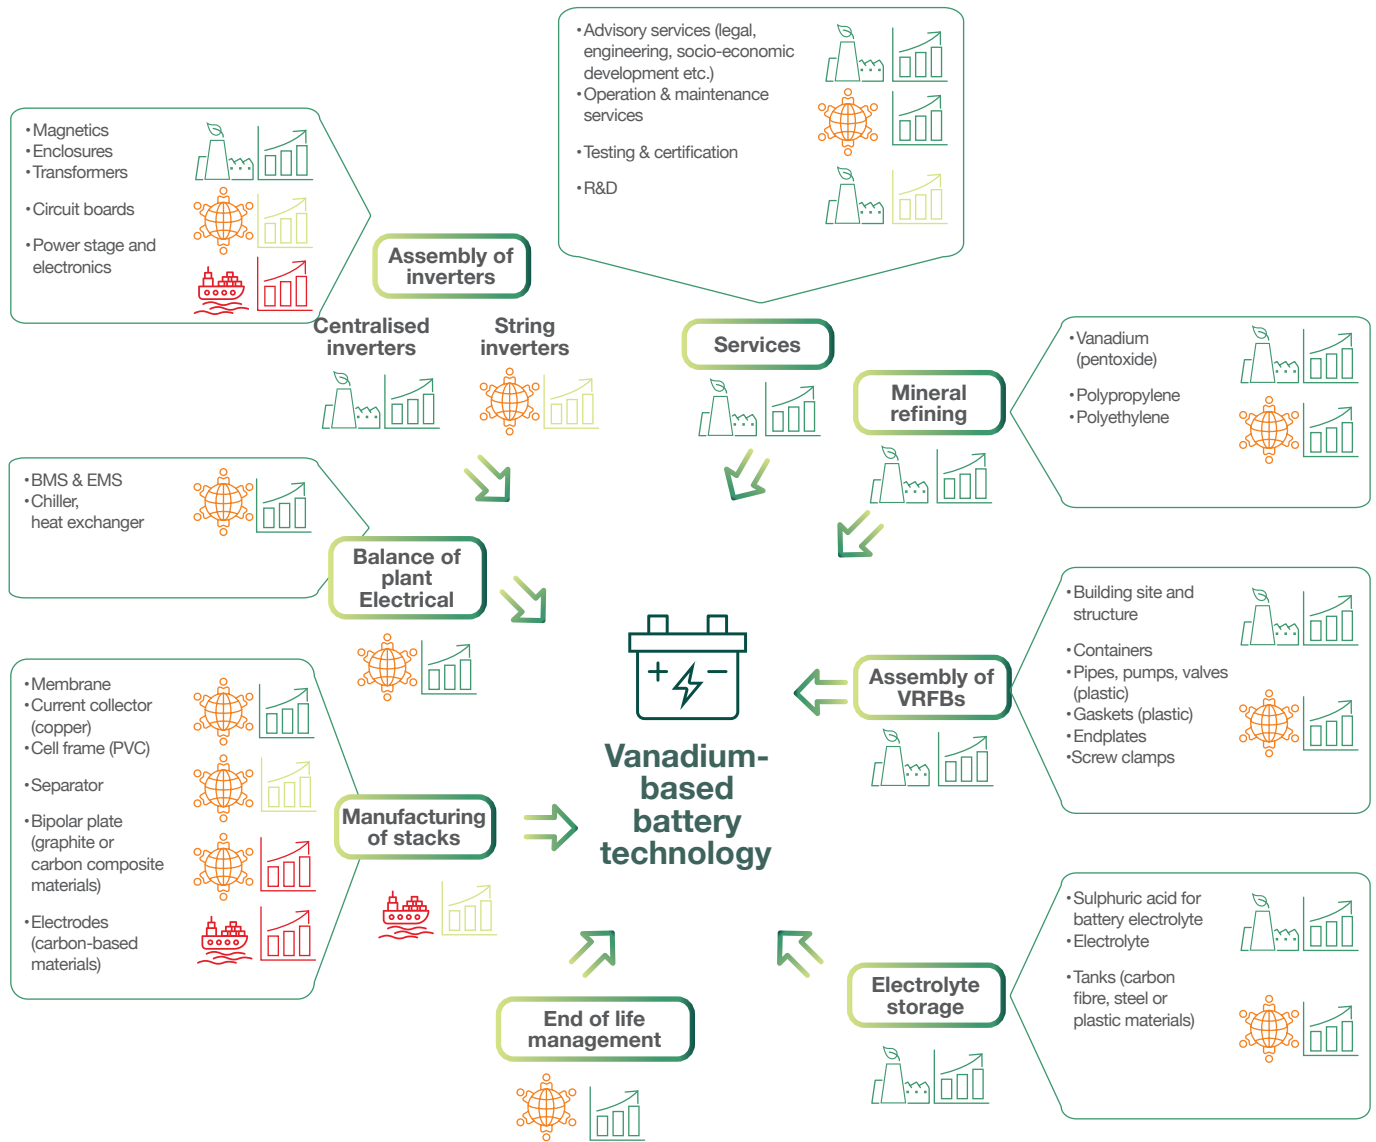 •Advisory services (legal,
engineering, socio-economic
development etc.)
•Operation & maintenance
services
•Testing & certification
•R&D
•Magnetics
•Enclosures
•Transformers
•Circuit boards
•Power stage and
electronics
Assembly of
inverters
Centralised
inverters
String
inverters
Services
Mineral
refining
•Vanadium
(pentoxide)
•Polypropylene
•Polyethylene
•BMS & EMS
•Chiller,
heat exchanger
Balance of
plant
Electrical
•Building site and
structure
•Containers
•Pipes, pumps, valves
(plastic)
•Gaskets (plastic)
•Endplates
•Screw clamps
Assembly of
VRFBs
•Membrane
•Current collector
(copper)
•Cell frame (PVC)
•Separator
•Bipolar plate
(graphite or
carbon composite
materials)
•Electrodes
(carbon-based
materials)
Manufacturing
of stacks
Vanadium-
based
battery
technology
•Sulphuric acid for
battery electrolyte
•Electrolyte
•Tanks (carbon
fibre, steel or
plastic materials)
Electrolyte
storage
End of life
management